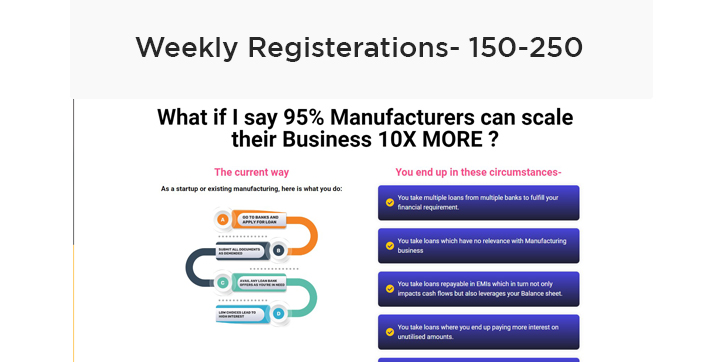 Weekly Registerations- 150-250
What if I say 95% Manufacturers can scale
their Business 10X MORE ?
The current way
As a startup or existing manufacturing, here is what you do:
A
GO TO BANKS AND
APPLY FOR LOAN
SUBMIT ALL DOCUMENTS
AS DEMANDED
B
C
AVAIL ANY LOAN BANK
OFFERS AS YOU'RE IN NEED
LOW CHOICES LEAD TO
HIGH INTEREST
D
You end up in these circumstances-
You take multiple loans from multiple banks to fulfill your
financial requirement.
You take loans which have no relevance with Manufacturing
business
You take loans repayable in EMIs which in turn not only
impacts cash flows but also leverages your Balance sheet.
You take loans where you end up paying more interest on
unutilised amounts.